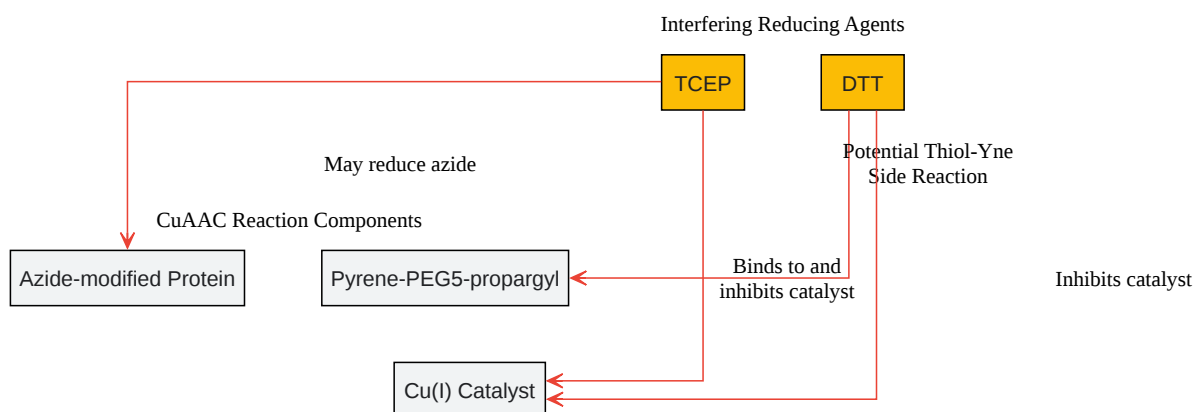 Interfering Reducing Agents
TCEP
DTT
Potential Thiol-Yne
Side Reaction
May reduce azide
CuAAC Reaction Components
Azide-modified Protein
Pyrene-PEG5-propargyl
Binds to and
inhibits catalyst
Inhibits catalyst
Cu(I) Catalyst